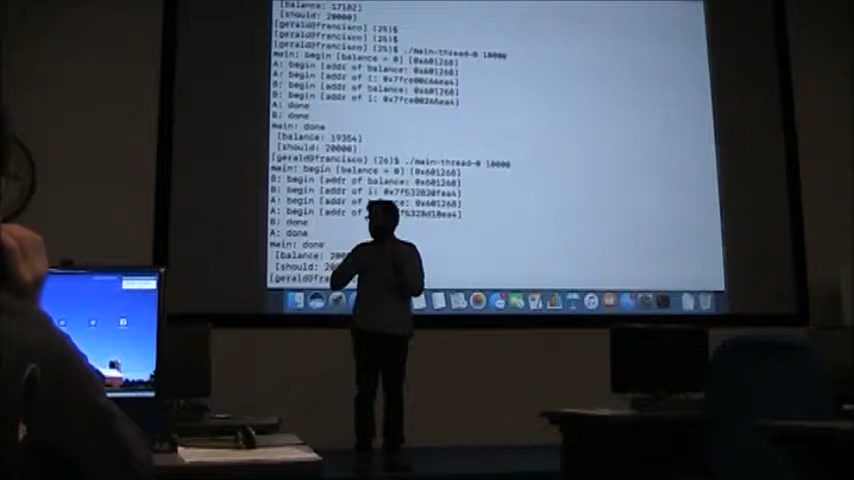 [balance: 17182]
[should: 20000]
[gerald@francisco] (25)$
[gerald@francisco] (25)$
[gerald@francisco] (25)$ ./main-thread-0 10000
main: begin [balance = 0] [0x601268]
A: begin [addr of balance: 0x601268]
A: begin [addr of i:
B: begin [addr of balance: 0x601268]
B: begin [addr of i:
A: done
B: done
main: done
[balance: 19354]
[should: 20000]
[gerald@francisco] (26)$ ./main-thread-0 10000
main: begin [balance = 0] [0x601268]
B: begin [addr of balance: 0x601268]
B: begin [addr of i:
A: begin [addr of balance: 0x601268]
A: begin [addr of
B: done
A: done
main: done
[balance:
[should: